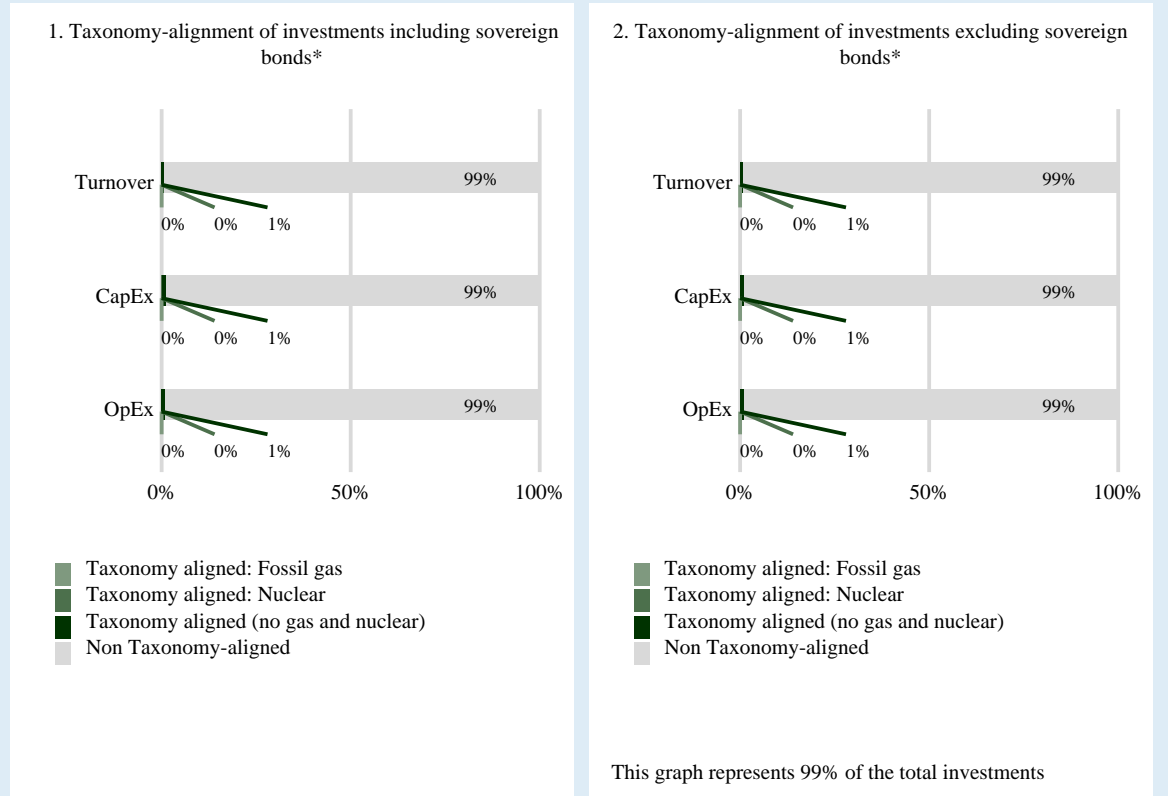 1. Taxonomy-alignment of investments including sovereign
bonds*
Turnover
99%
0% 0% 1%
CapEx
99%
0% 0% 1%
OpEx
99%
0% 0% 1%
0% 50% 100%
Taxonomy aligned: Fossil gas
Taxonomy aligned: Nuclear
Taxonomy aligned (no gas and nuclear)
Non Taxonomy-aligned
2. Taxonomy-alignment of investments excluding sovereign
bonds*
Turnover
99%
0% 0% 1%
CapEx
99%
0% 0% 1%
OpEx
99%
0% 0% 1%
0% 50% 100%
Taxonomy aligned: Fossil gas
Taxonomy aligned: Nuclear
Taxonomy aligned (no gas and nuclear)
Non Taxonomy-aligned
This graph represents 99% of the total investments